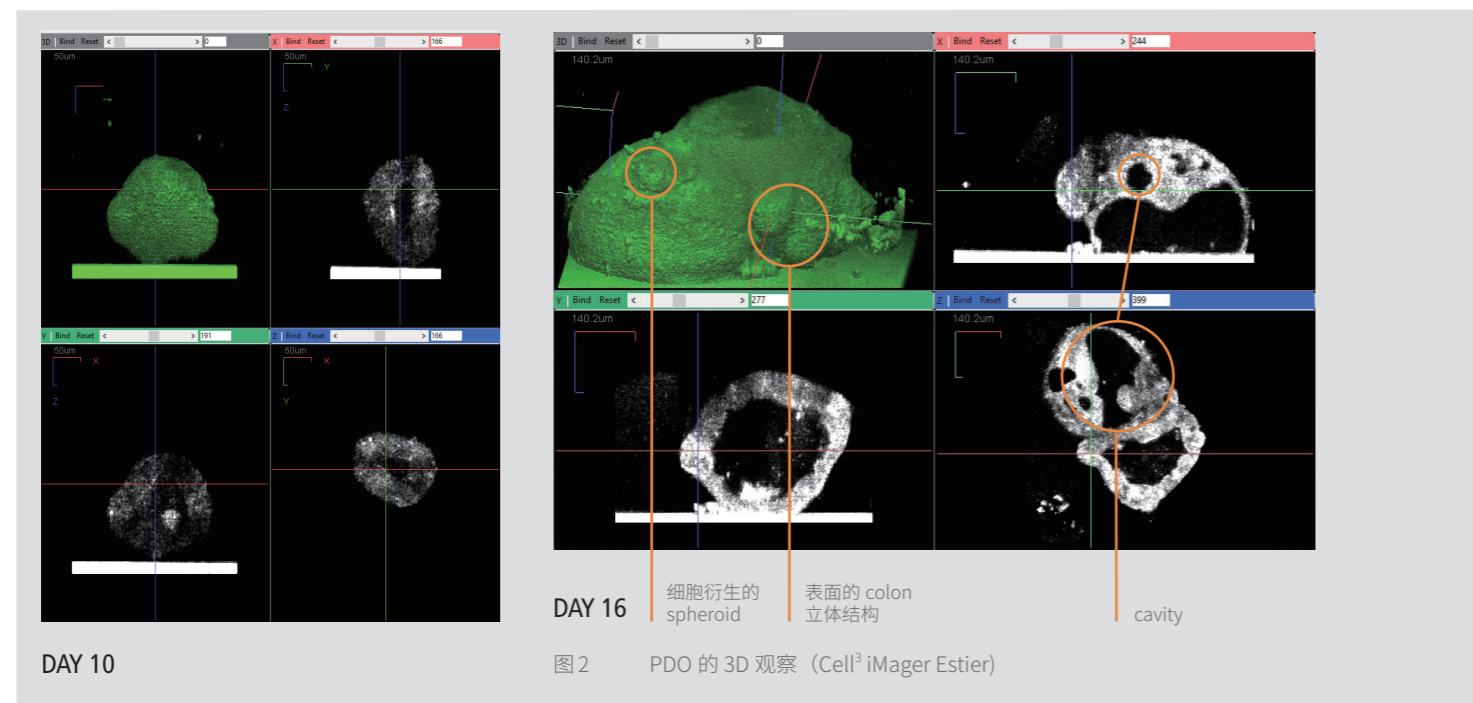 3D Bind Reset < > 0
X Bind Reset < > 166
50um
50um
Y
Z
Y Bind Reset < > 191
Z Bind Reset < > 166
50um
X
Z
50um
X
Y
DAY 10
3D Bind Reset < > 0
X Bind Reset < > 244
140.2um
140.2um
Y Bind Reset < > 277
Z Bind Reset < > 399
140.2um
140.2um
DAY 16
细胞衍生的
spheroid
表面的 colon
立体结构
cavity
图2 PDO 的 3D 观察（Cell³ iMager Estier)